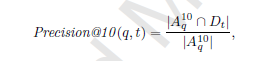 Precision@10(q, t) = |A_q^{10} ∩ D_t| / |A_q^{10}|,